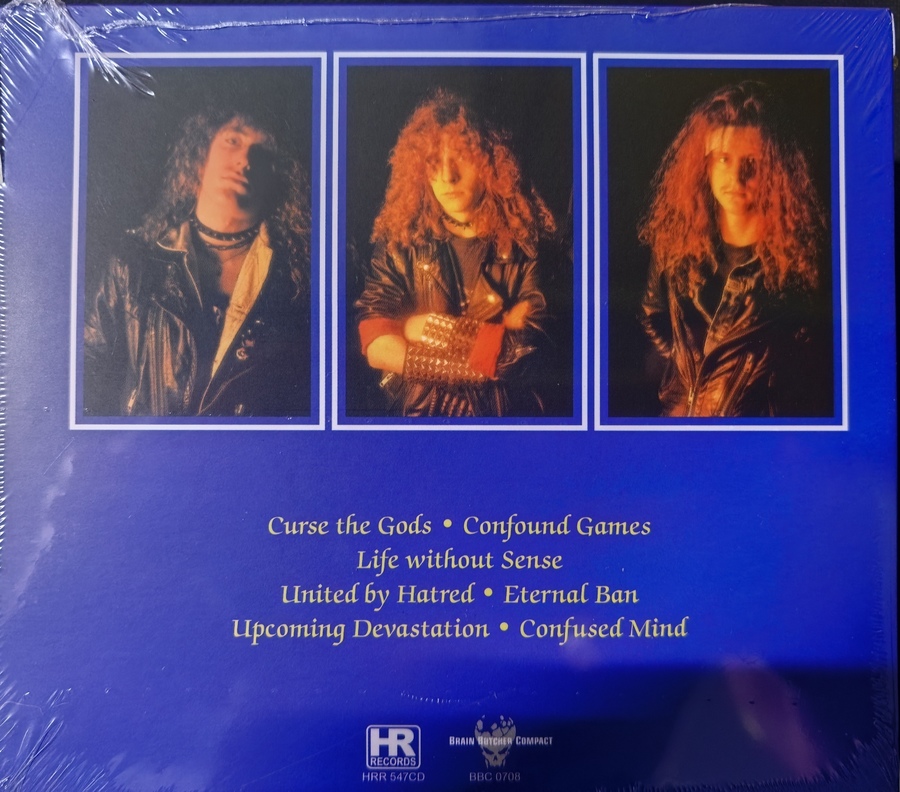 Curse the Gods • Confound Games
Life without Sense
United by Hatred • Eternal Ban
Upcoming Devastation • Confused Mind
HR
RECORDS
HRR 547CD
BRAIN BUTCHER COMPACT
BBC 0708